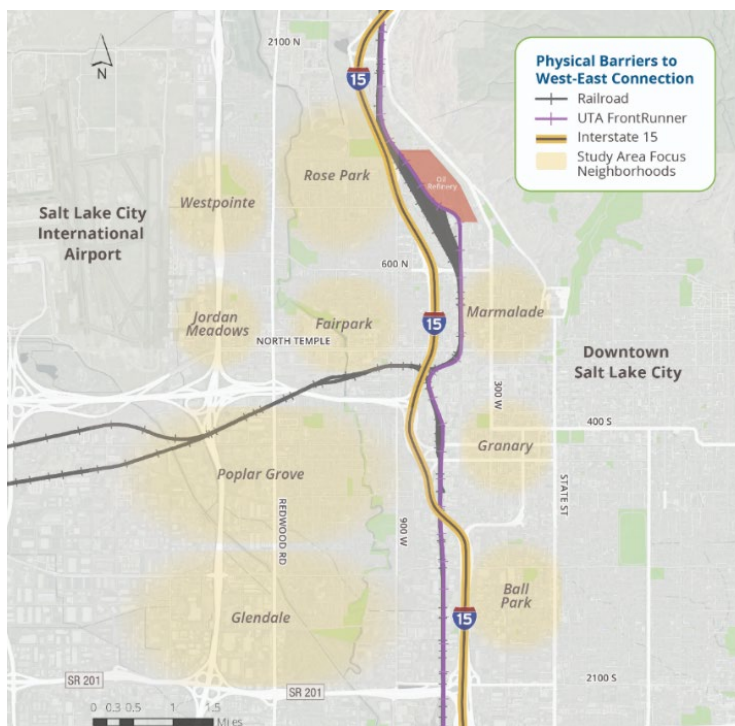 2100 N
N
15
Physical Barriers to
West-East Connection
Railroad
UTA FrontRunner
Interstate 15
Study Area Focus
Neighborhoods
Rose Park
Oil
Refinery
Westpointe
Salt Lake City
International
Airport
600 N
Jordan
Meadows
Fairpark
15
Marmalade
NORTH TEMPLE
Downtown
Salt Lake City
300 W
400 S
Granary
Poplar Grove
REDWOOD RD
900 W
STATE ST
Ball
Park
Glendale
15
SR 201
SR 201
2100 S
0 0.3 0.5 1 1.5
Miles